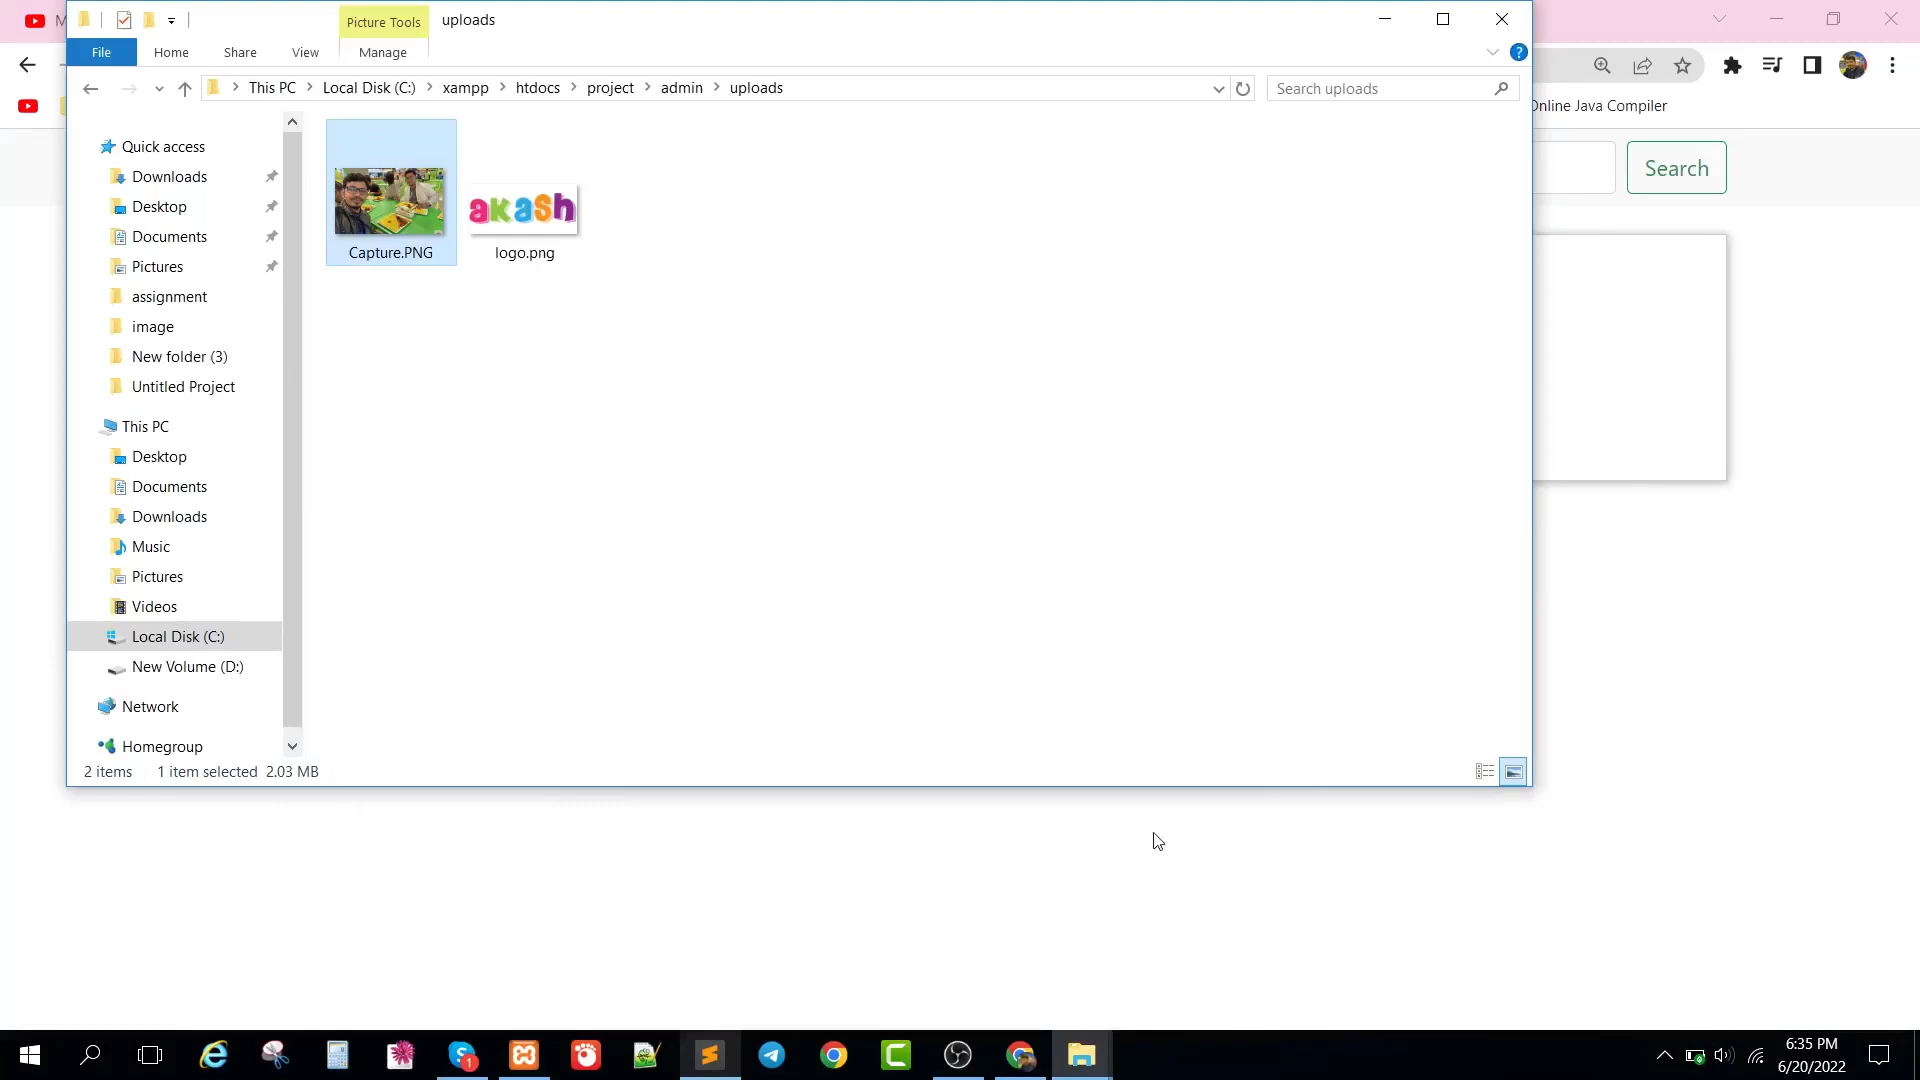 M
Picture Tools
uploads
File
Home
Share
View
Manage
This PC
Local Disk (C:)
xampp
htdocs
project
admin
uploads
Search uploads
Online Java Compiler
Search
Quick access
Downloads
Desktop
Documents
Pictures
assignment
image
New folder (3)
Untitled Project
This PC
Desktop
Documents
Downloads
Music
Pictures
Videos
Local Disk (C:)
New Volume (D:)
Network
Homegroup
akash
Capture.PNG
logo.png
2 items
1 item selected 2.03 MB
1
6:35 PM
6/20/2022